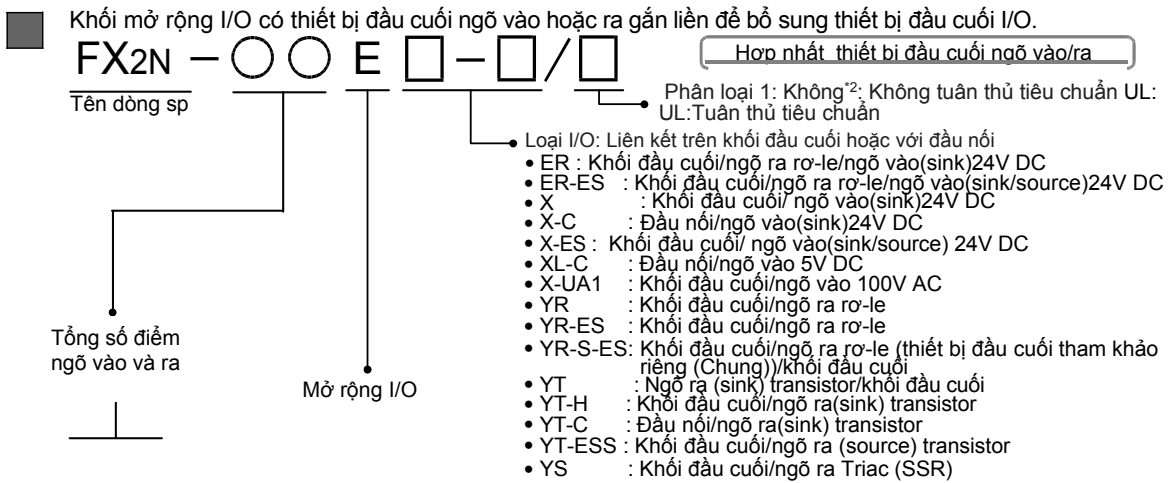 Khối mở rộng I/O có thiết bị đầu cuối ngõ vào hoặc ra gắn liền để bổ sung thiết bị đầu cuối I/O.
FX2N – ○○ E □ – □/□
Hợp nhất thiết bị đầu cuối ngõ vào/ra
Tên dòng sp
Phân loại 1: Không*2: Không tuân thủ tiêu chuẩn UL:
UL:Tuân thủ tiêu chuẩn
Loại I/O: Liên kết trên khối đầu cuối hoặc với đầu nối
• ER : Khối đầu cuối/ngõ ra rơ-le/ngõ vào(sink)24V DC
• ER-ES : Khối đầu cuối/ngõ ra rơ-le/ngõ vào(sink/source)24V DC
• X : Khối đầu cuối/ ngõ vào(sink)24V DC
• X-C : Đầu nối/ngõ vào(sink)24V DC
• X-ES : Khối đầu cuối/ ngõ vào(sink/source) 24V DC
• XL-C : Đầu nối/ngõ vào 5V DC
• X-UA1 : Khối đầu cuối/ngõ vào 100V AC
• YR : Khối đầu cuối/ngõ ra rơ-le
• YR-ES : Khối đầu cuối/ngõ ra rơ-le
• YR-S-ES: Khối đầu cuối/ngõ ra rơ-le (thiết bị đầu cuối tham khảo
riêng (Chung))/khối đầu cuối
• YT : Ngõ ra (sink) transistor/khối đầu cuối
• YT-H : Khối đầu cuối/ngõ ra(sink) transistor
• YT-C : Đầu nối/ngõ ra(sink) transistor
• YT-ESS : Khối đầu cuối/ngõ ra (source) transistor
• YS : Khối đầu cuối/ngõ ra Triac (SSR)
Tổng số điểm
ngõ vào và ra
Mở rộng I/O